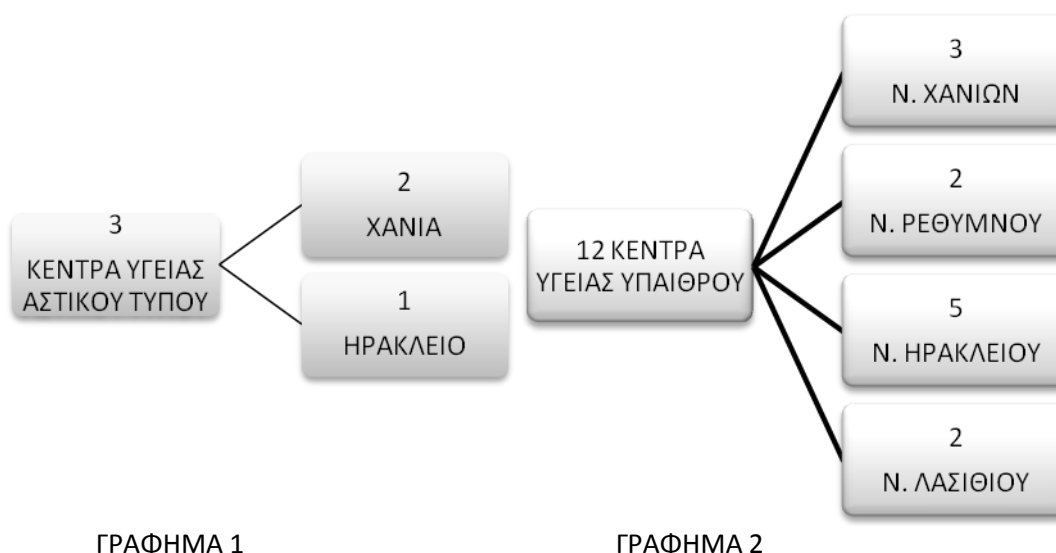 3
ΚΕΝΤΡΑ ΥΓΕΙΑΣ
ΑΣΤΙΚΟΥ ΤΥΠΟΥ
2
ΧΑΝΙΑ
1
ΗΡΑΚΛΕΙΟ
12 ΚΕΝΤΡΑ
ΥΓΕΙΑΣ ΥΠΑΙΘΡΟΥ
3
Ν. ΧΑΝΙΩΝ
2
Ν. ΡΕΘΥΜΝΟΥ
5
Ν. ΗΡΑΚΛΕΙΟΥ
2
Ν. ΛΑΣΙΘΙΟΥ
ΓΡΑΦΗΜΑ 1
ΓΡΑΦΗΜΑ 2